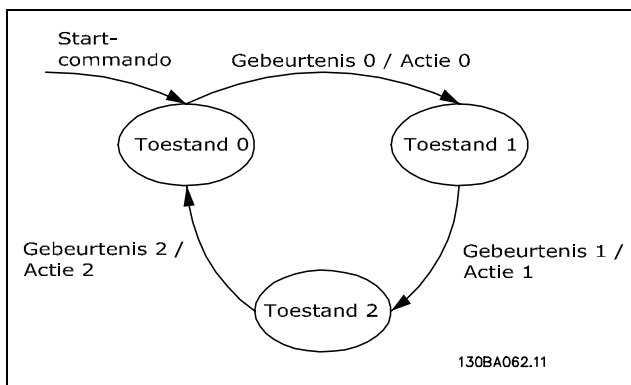 Start-
commando
Gebeurtenis 0 / Actie 0
Toestand 0
Toestand 1
Gebeurtenis 2 /
Actie 2
Gebeurtenis 1 /
Actie 1
Toestand 2
130BA062.11